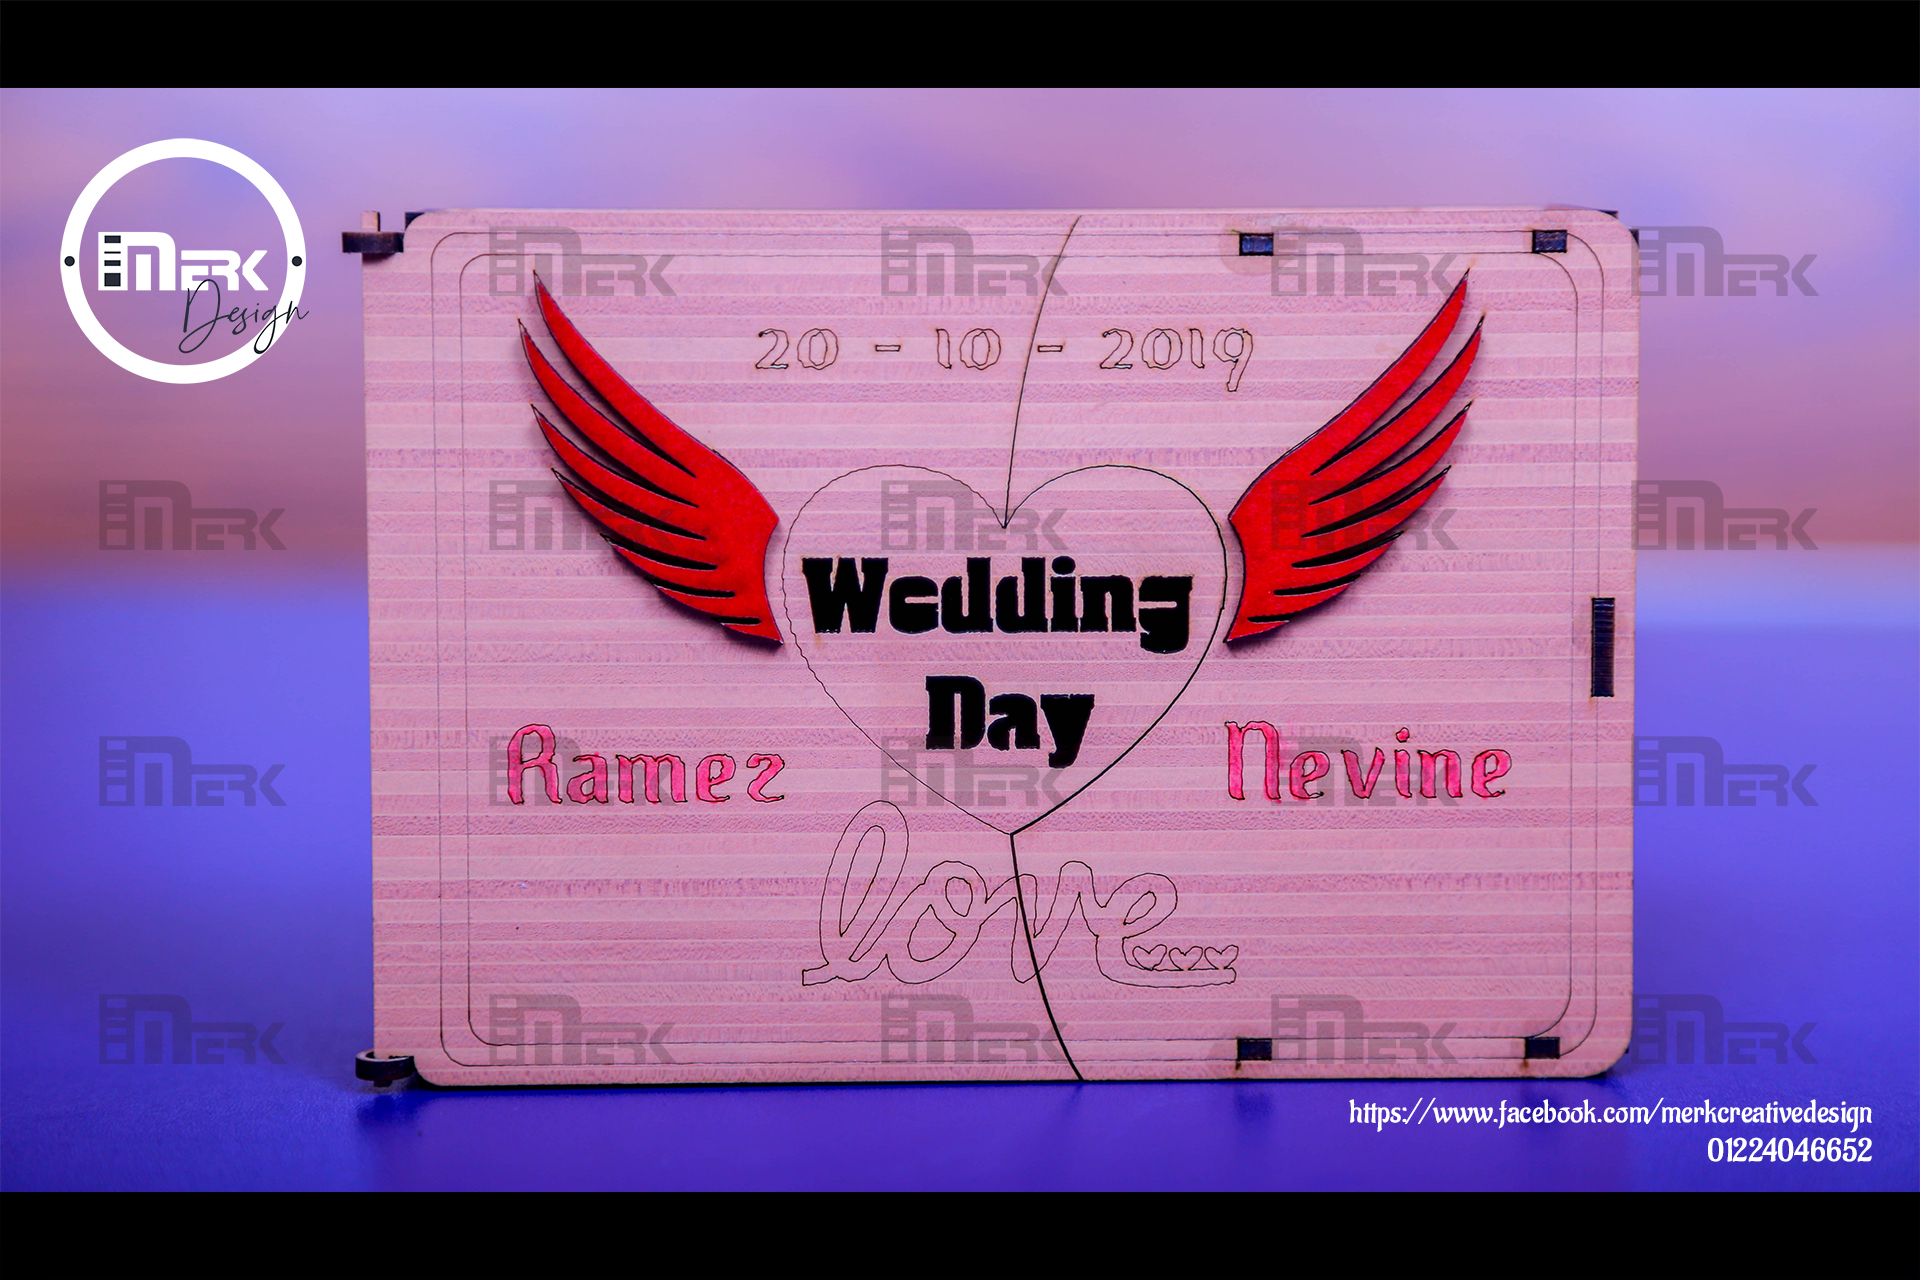 MERK
Design
20 - 10 - 2019
Wedding
Day
Ramez
Nevine
love...
https://www.facebook.com/merkcreativedesign
01224046652